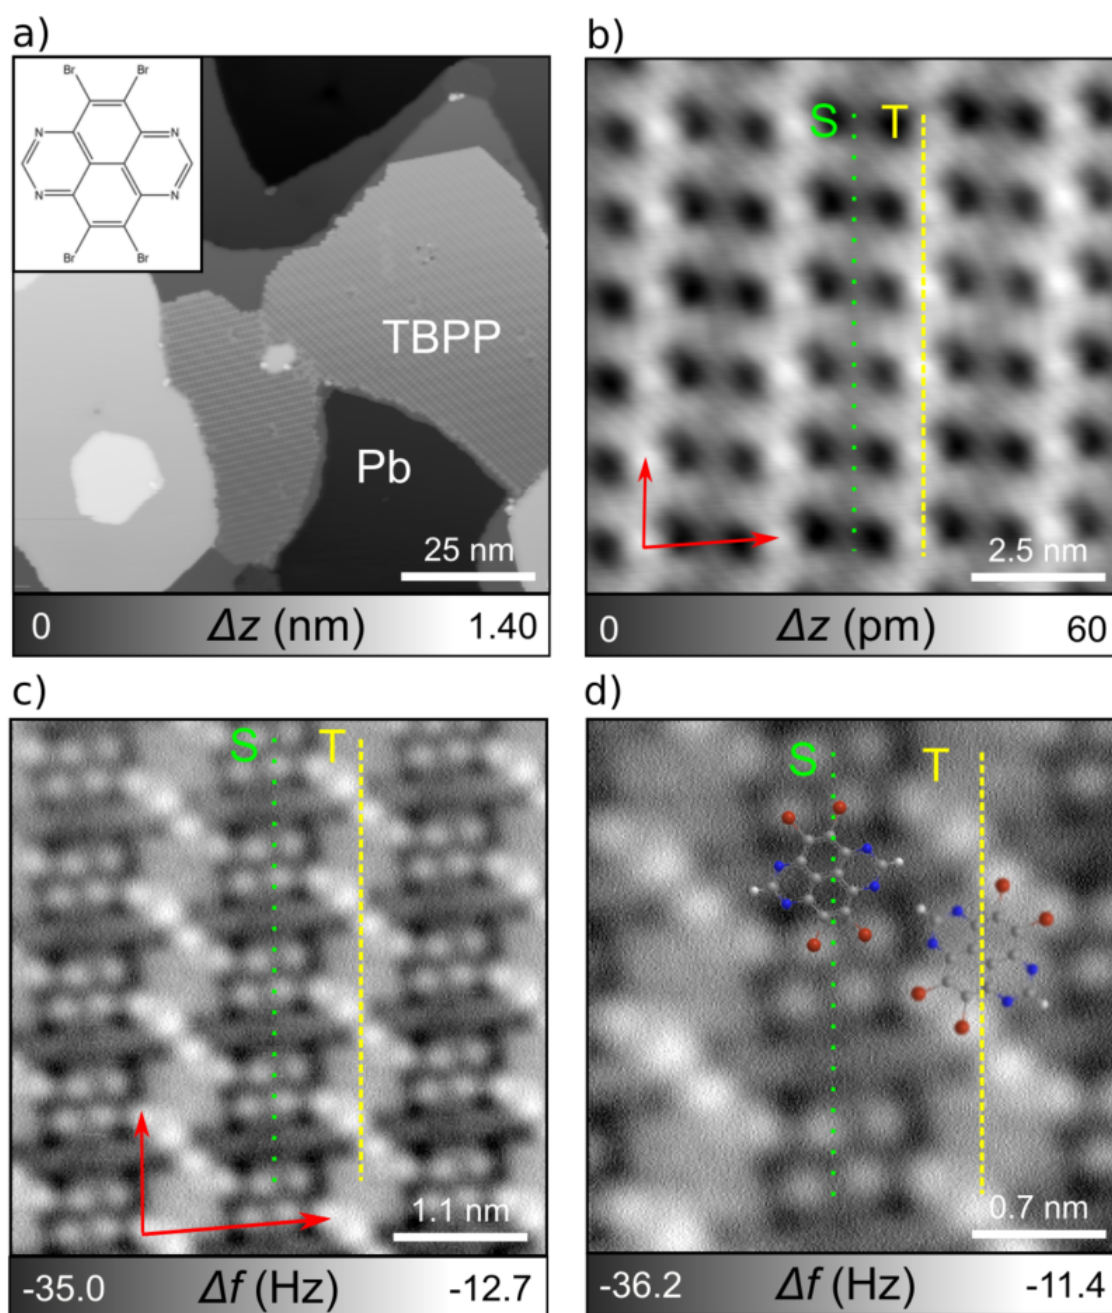 a)
Br Br
N N
N N
Br Br
TBPP
Pb
25 nm
0 Δz (nm) 1.40
b)
S T
2.5 nm
0 Δz (pm) 60
c)
S T
1.1 nm
-35.0 Δf (Hz) -12.7
d)
S T
0.7 nm
-36.2 Δf (Hz) -11.4